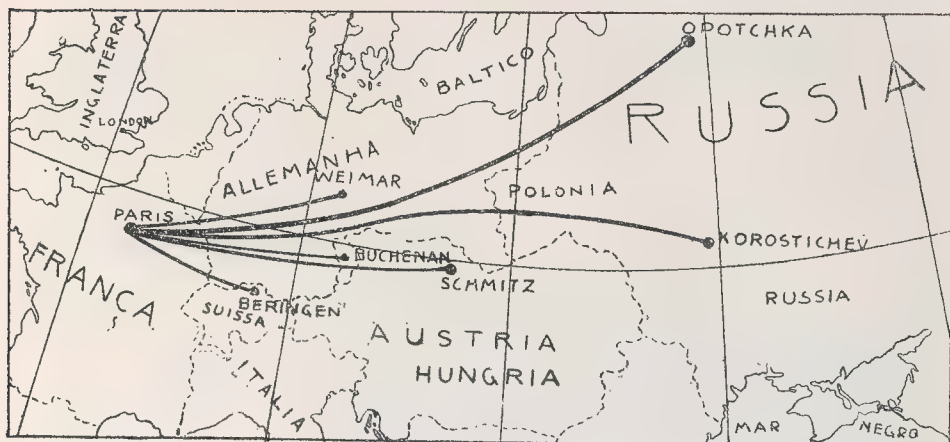 OPOTCHKA
BALTICO
RUSSIA
INGLATERRA
LONDON
ALLEMANHA
WEIMAR
POLONIA
PARIS
KOROSTICHEV
BUCHENAN
FRANÇA
SCHMITZ
BERINGEN
SUISSA
RUSSIA
AUSTRIA
HUNGRIA
ITALIA
MAR NEGRO